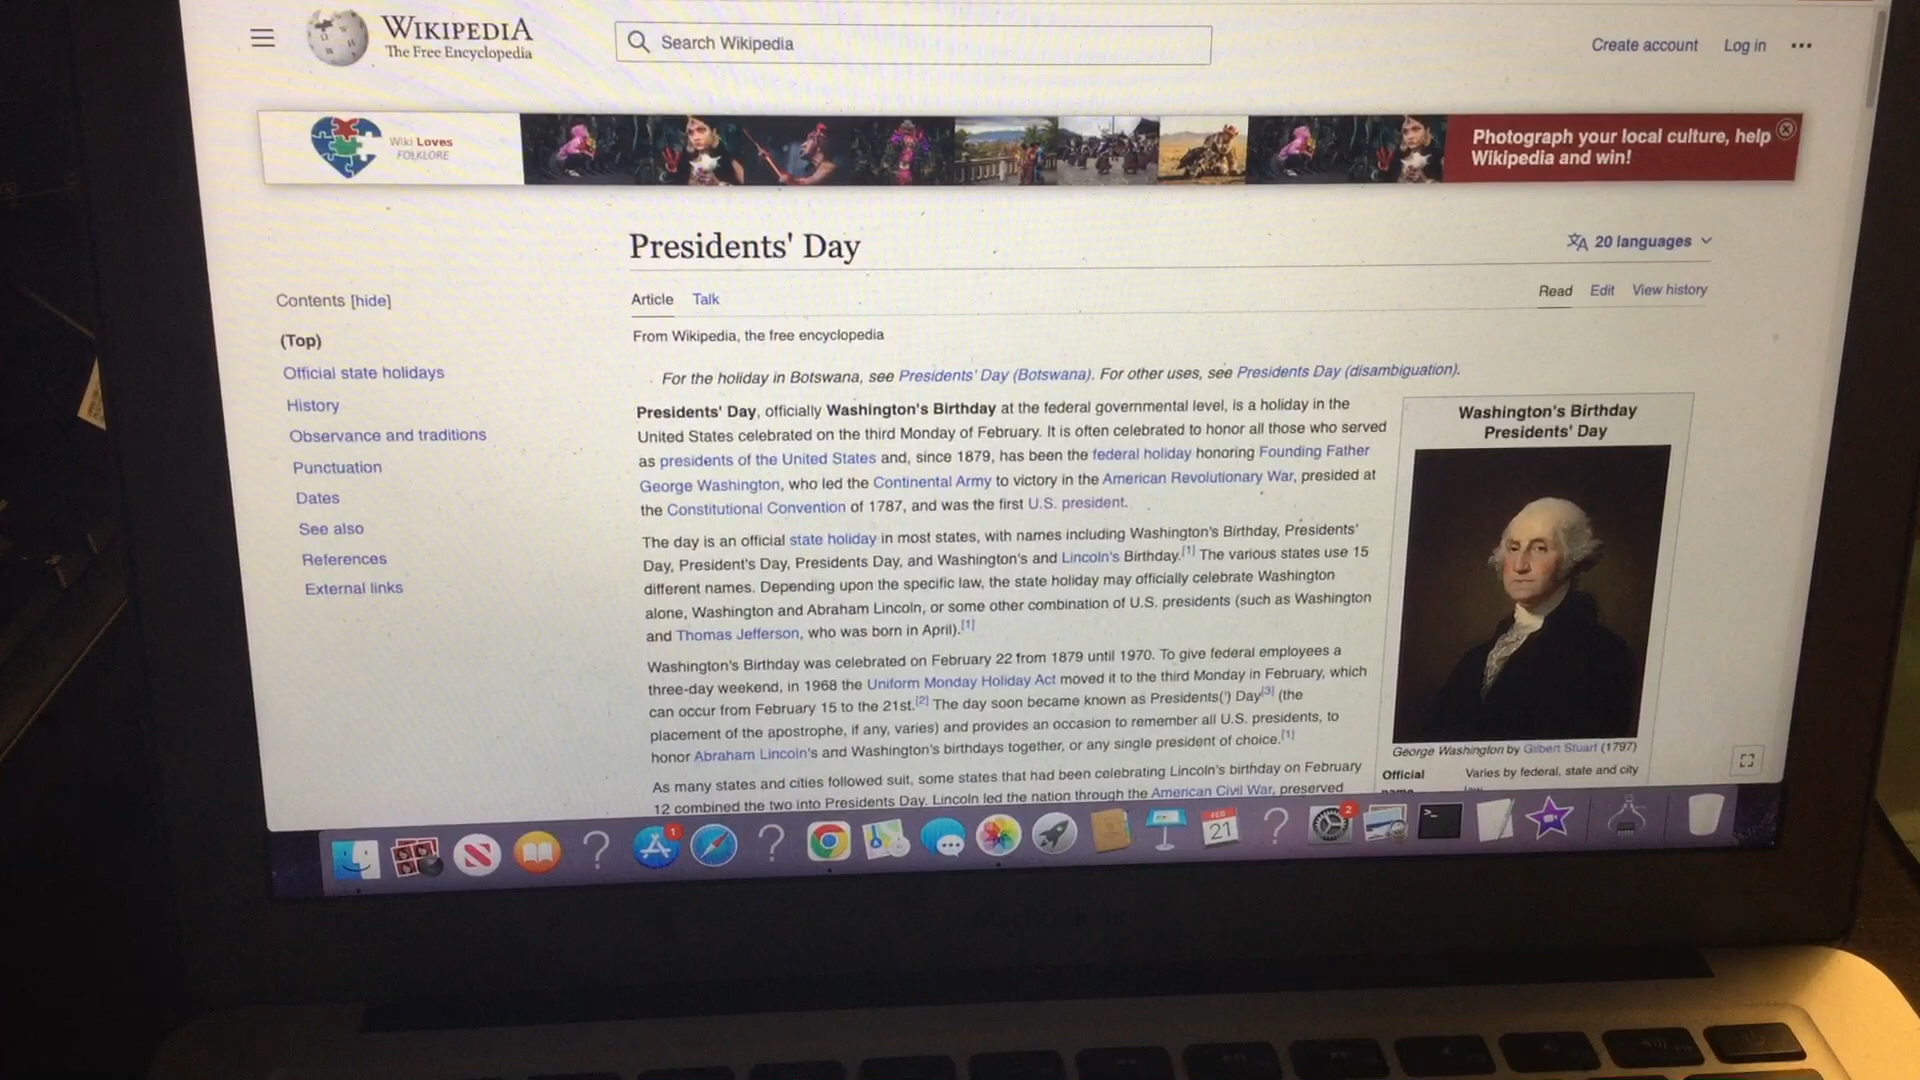 WIKIPEDIA
The Free Encyclopedia
Search Wikipedia
Create account Log in
Wiki Loves
FOLKLORE
Photograph your local culture, help
Wikipedia and win!
Presidents' Day
20 languages
Contents [hide]
(Top)
Official state holidays
History
Observance and traditions
Punctuation
Dates
See also
References
External links
Article Talk
Read Edit View history
From Wikipedia, the free encyclopedia
For the holiday in Botswana, see Presidents' Day (Botswana). For other uses, see Presidents Day (disambiguation).
Presidents' Day, officially Washington's Birthday at the federal governmental level, is a holiday in the
United States celebrated on the third Monday of February. It is often celebrated to honor all those who served
as presidents of the United States and, since 1879, has been the federal holiday honoring Founding Father
George Washington, who led the Continental Army to victory in the American Revolutionary War, presided at
the Constitutional Convention of 1787, and was the first U.S. president.
The day is an official state holiday in most states, with names including Washington's Birthday, Presidents'
Day, President's Day, Presidents Day, and Washington's and Lincoln's Birthday.[1] The various states use 15
different names. Depending upon the specific law, the state holiday may officially celebrate Washington
alone, Washington and Abraham Lincoln, or some other combination of U.S. presidents (such as Washington
and Thomas Jefferson, who was born in April).[1]
Washington's Birthday was celebrated on February 22 from 1879 until 1970. To give federal employees a
three-day weekend, in 1968 the Uniform Monday Holiday Act moved it to the third Monday in February, which
can occur from February 15 to the 21st.[2] The day soon became known as Presidents(') Day[3] (the
placement of the apostrophe, if any, varies) and provides an occasion to remember all U.S. presidents, to
honor Abraham Lincoln's and Washington's birthdays together, or any single president of choice.[1]
As many states and cities followed suit, some states that had been celebrating Lincoln's birthday on February
12 combined the two into Presidents Day. Lincoln led the nation through the American Civil War, preserved
Washington's Birthday
Presidents' Day
George Washington by Gilbert Stuart (1797)
Official Varies by federal, state and city
1
FEB
21
2